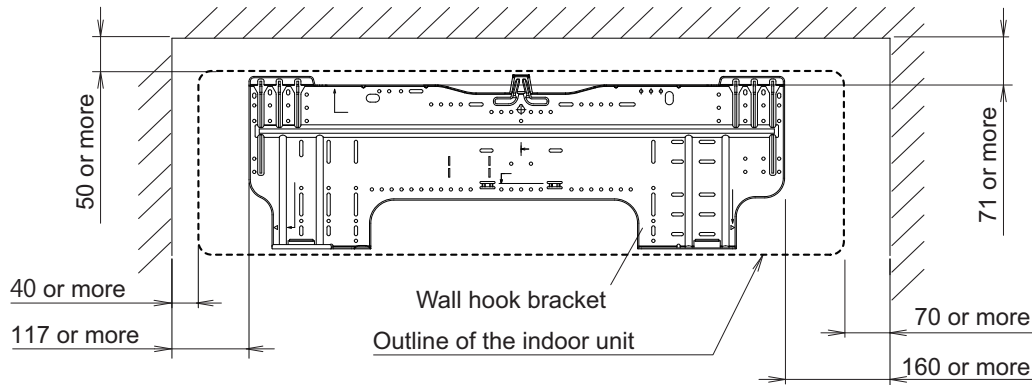 50 or more
71 or more
40 or more
117 or more
Wall hook bracket
Outline of the indoor unit
70 or more
160 or more